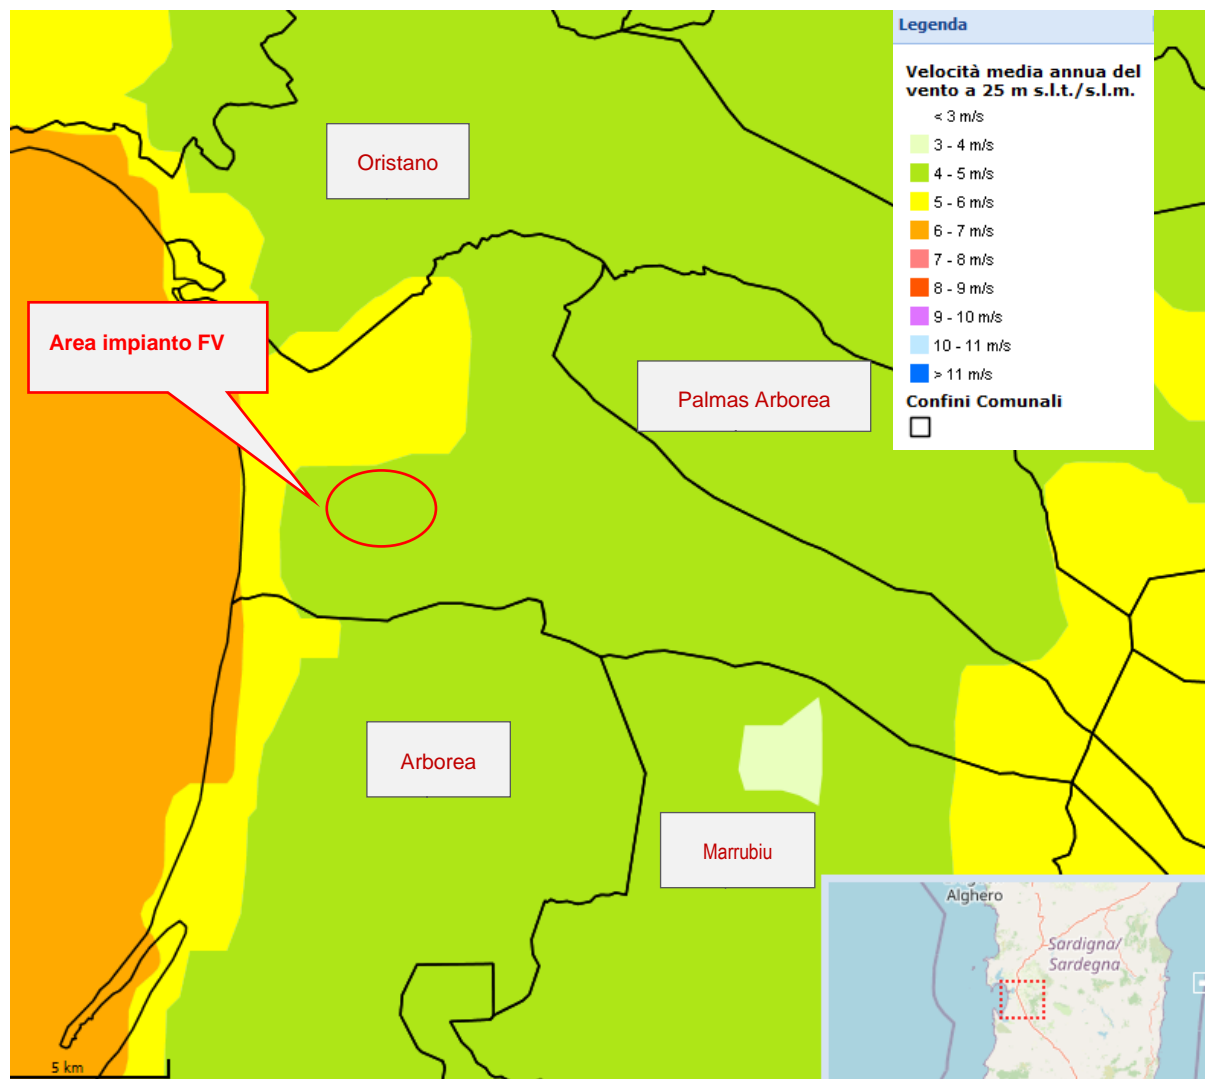 Legenda
Velocità media annua del
vento a 25 m s.l.t./s.l.m.
< 3 m/s
3 - 4 m/s
4 - 5 m/s
5 - 6 m/s
6 - 7 m/s
7 - 8 m/s
8 - 9 m/s
9 - 10 m/s
10 - 11 m/s
> 11 m/s
Confini Comunali
Oristano
Area impianto FV
Palmas Arborea
Arborea
Marrubiu
Alghero
Sardigna/
Sardegna
5 km